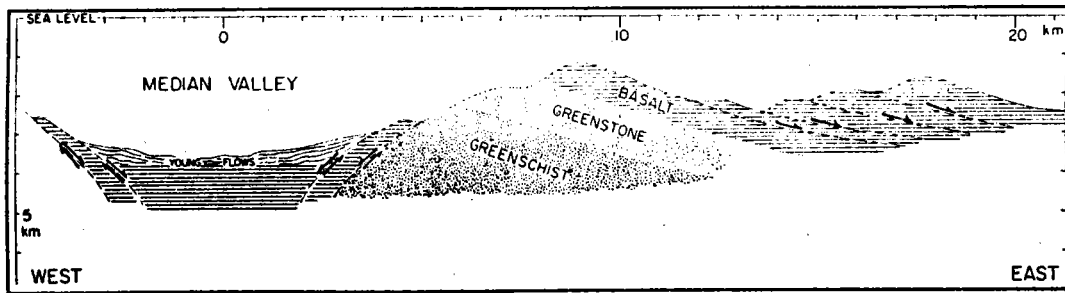 SEA LEVEL
0 10 20 km
MEDIAN VALLEY
BASALT
GREENSTONE
GREENSCHIST
YOUNG FLOWS
5
km
WEST EAST